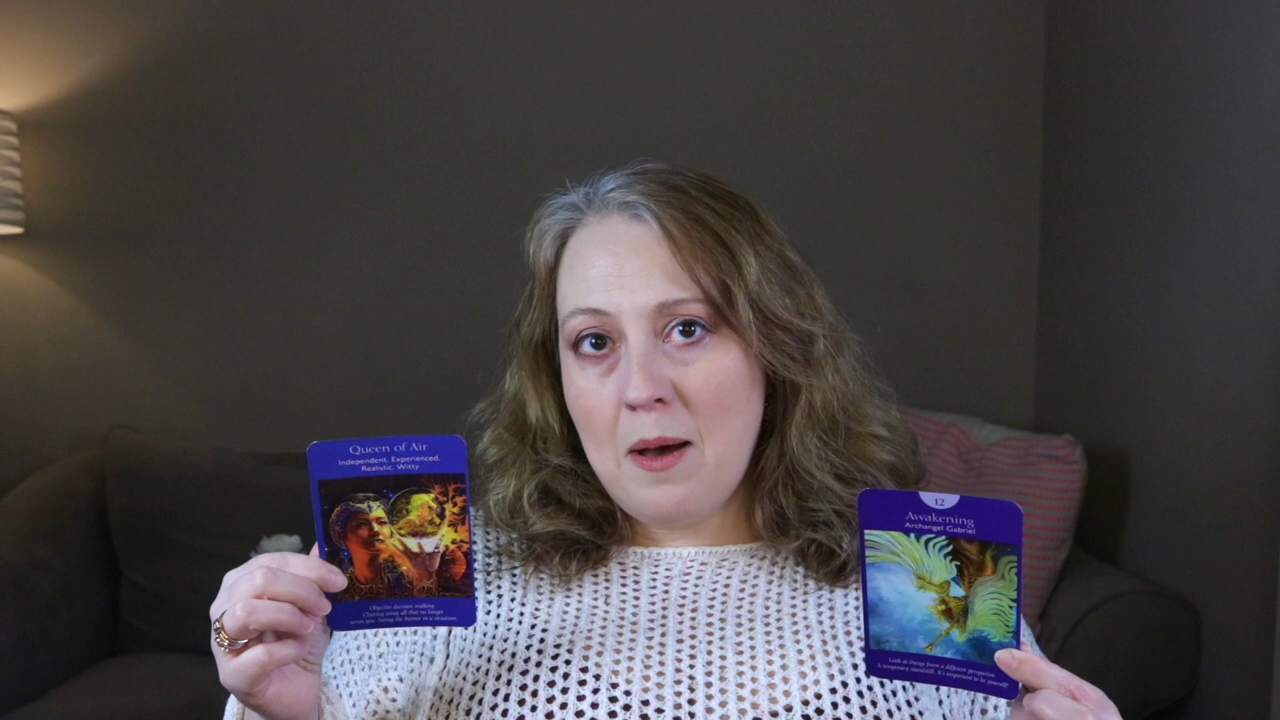 Queen of Air
Independent, Experienced,
Realistic, Witty
Objective decision making.
Clearing away all that no longer
serves you. Seeing the humor in a situation.
12
Awakening
Archangel Gabriel
Look at things from a different perspective.
A temporary standstill. It's important to be yourself.